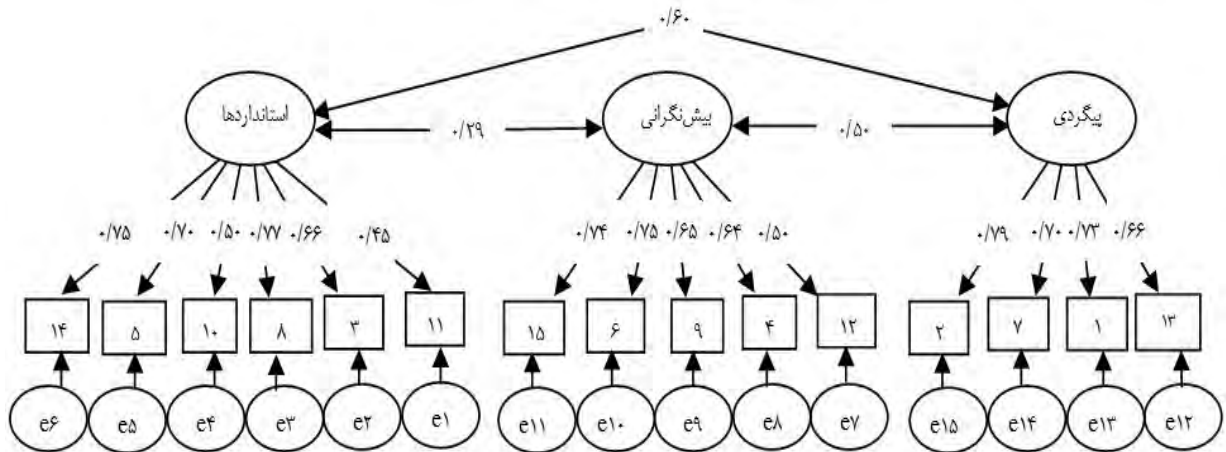 ۰/۶۰
استانداردها
بیش‌نگرانی
پیگردی
۰/۲۹
۰/۵۰
۰/۷۵ ۰/۷۰ ۰/۵۰ ۰/۷۷ ۰/۶۶ ۰/۴۵
۰/۷۴ ۰/۷۵ ۰/۶۵ ۰/۶۴ ۰/۵۰
۰/۷۹ ۰/۷۰ ۰/۷۳ ۰/۶۶
۱۴ ۵ ۱۰ ۸ ۳ ۱۱
۱۵ ۶ ۹ ۴ ۱۲
۲ ۷ ۱ ۱۳
e۶ e۵ e۴ e۳ e۲ e۱
e۱۱ e۱۰ e۹ e۸ e۷
e۱۵ e۱۴ e۱۳ e۱۲